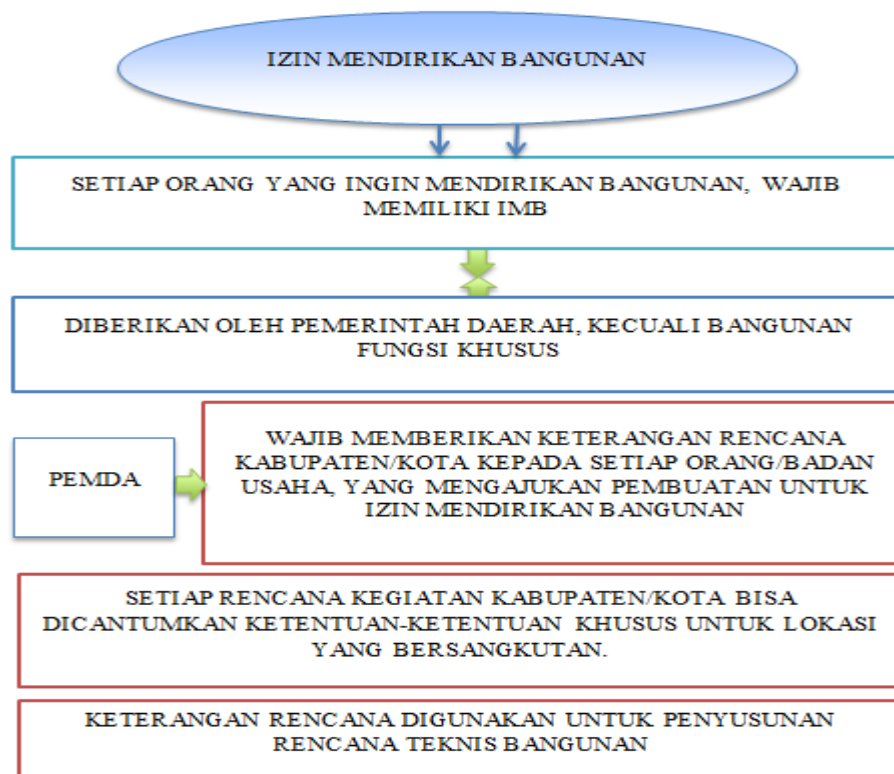 IZIN MENDIRIKAN BANGUNAN
SETIAP ORANG YANG INGIN MENDIRIKAN BANGUNAN, WAJIB
MEMILIKI IMB
DIBERIKAN OLEH PEMERINTAH DAERAH, KECUALI BANGUNAN
FUNGSI KHUSUS
PEMDA
WAJIB MEMBERIKAN KETERANGAN RENCANA
KABUPATEN/KOTA KEPADA SETIAP ORANG/BADAN
USAHA, YANG MENGAJUKAN PEMBUATAN UNTUK
IZIN MENDIRIKAN BANGUNAN
SETIAP RENCANA KEGIATAN KABUPATEN/KOTA BISA
DICANTUMKAN KETENTUAN-KETENTUAN KHUSUS UNTUK LOKASI
YANG BERSANGKUTAN.
KETERANGAN RENCANA DIGUNAKAN UNTUK PENYUSUNAN
RENCANA TEKNIS BANGUNAN